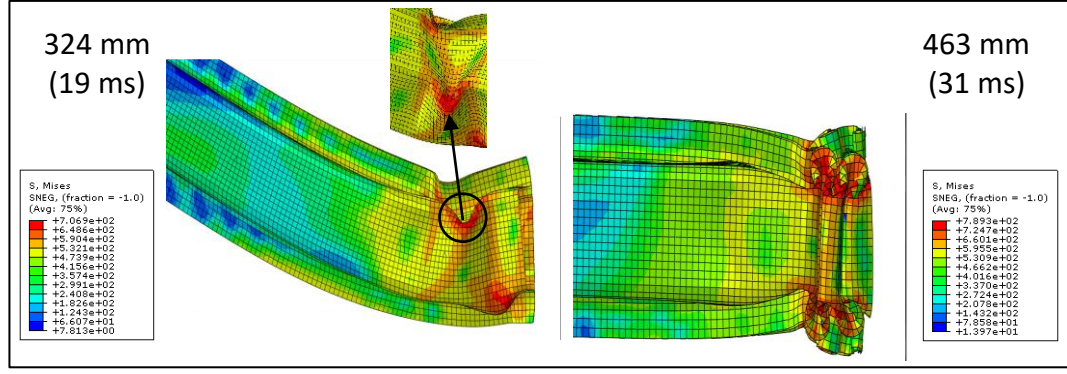 324 mm
(19 ms)
463 mm
(31 ms)
S, Mises
SNEG, (fraction = -1.0)
(Avg: 75%)
+7.069e+02
+6.486e+02
+5.904e+02
+5.321e+02
+4.739e+02
+4.156e+02
+3.574e+02
+2.991e+02
+2.408e+02
+1.826e+02
+1.243e+02
+6.607e+01
+7.813e+00
S, Mises
SNEG, (fraction = -1.0)
(Avg: 75%)
+7.893e+02
+7.247e+02
+6.601e+02
+5.955e+02
+5.309e+02
+4.662e+02
+4.016e+02
+3.370e+02
+2.724e+02
+2.078e+02
+1.432e+02
+7.858e+01
+1.397e+01